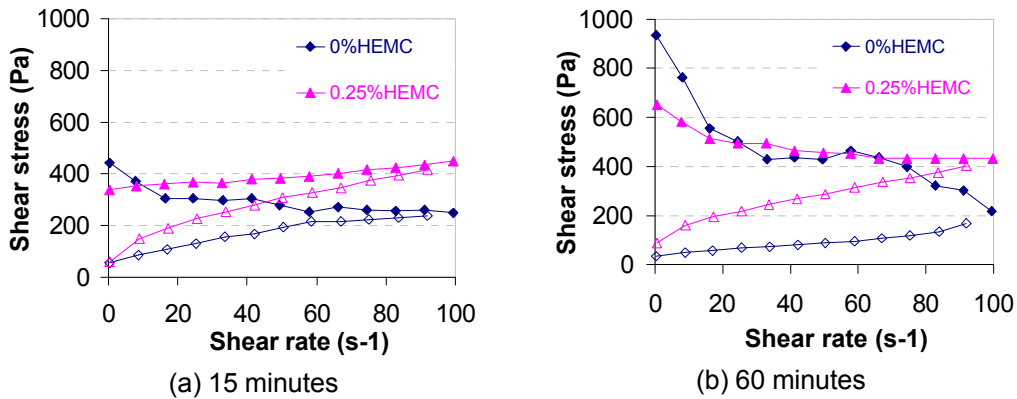 1000
800
600
400
200
0
Shear stress (Pa)
0%HEMC
0.25%HEMC
0 20 40 60 80 100
Shear rate (s-1)
(a) 15 minutes
1000
800
600
400
200
0
Shear stress (Pa)
0%HEMC
0.25%HEMC
0 20 40 60 80 100
Shear rate (s-1)
(b) 60 minutes